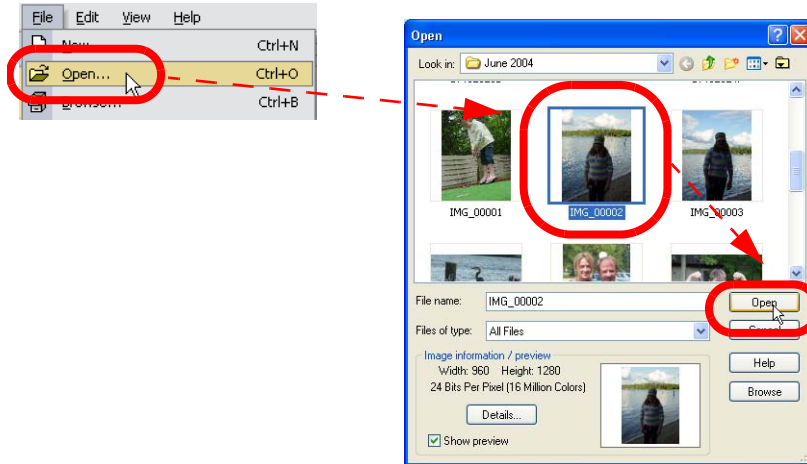 File Edit View Help
Ctrl+N
Open... Ctrl+O
Ctrl+B
Open
Look in: June 2004
IMG_00001 IMG_00002 IMG_00003
File name: IMG_00002 Open
Files of type: All Files
Image information / preview
Width: 960 Height: 1280
24 Bits Per Pixel (16 Million Colors)
Details...
Show preview
Help
Browse